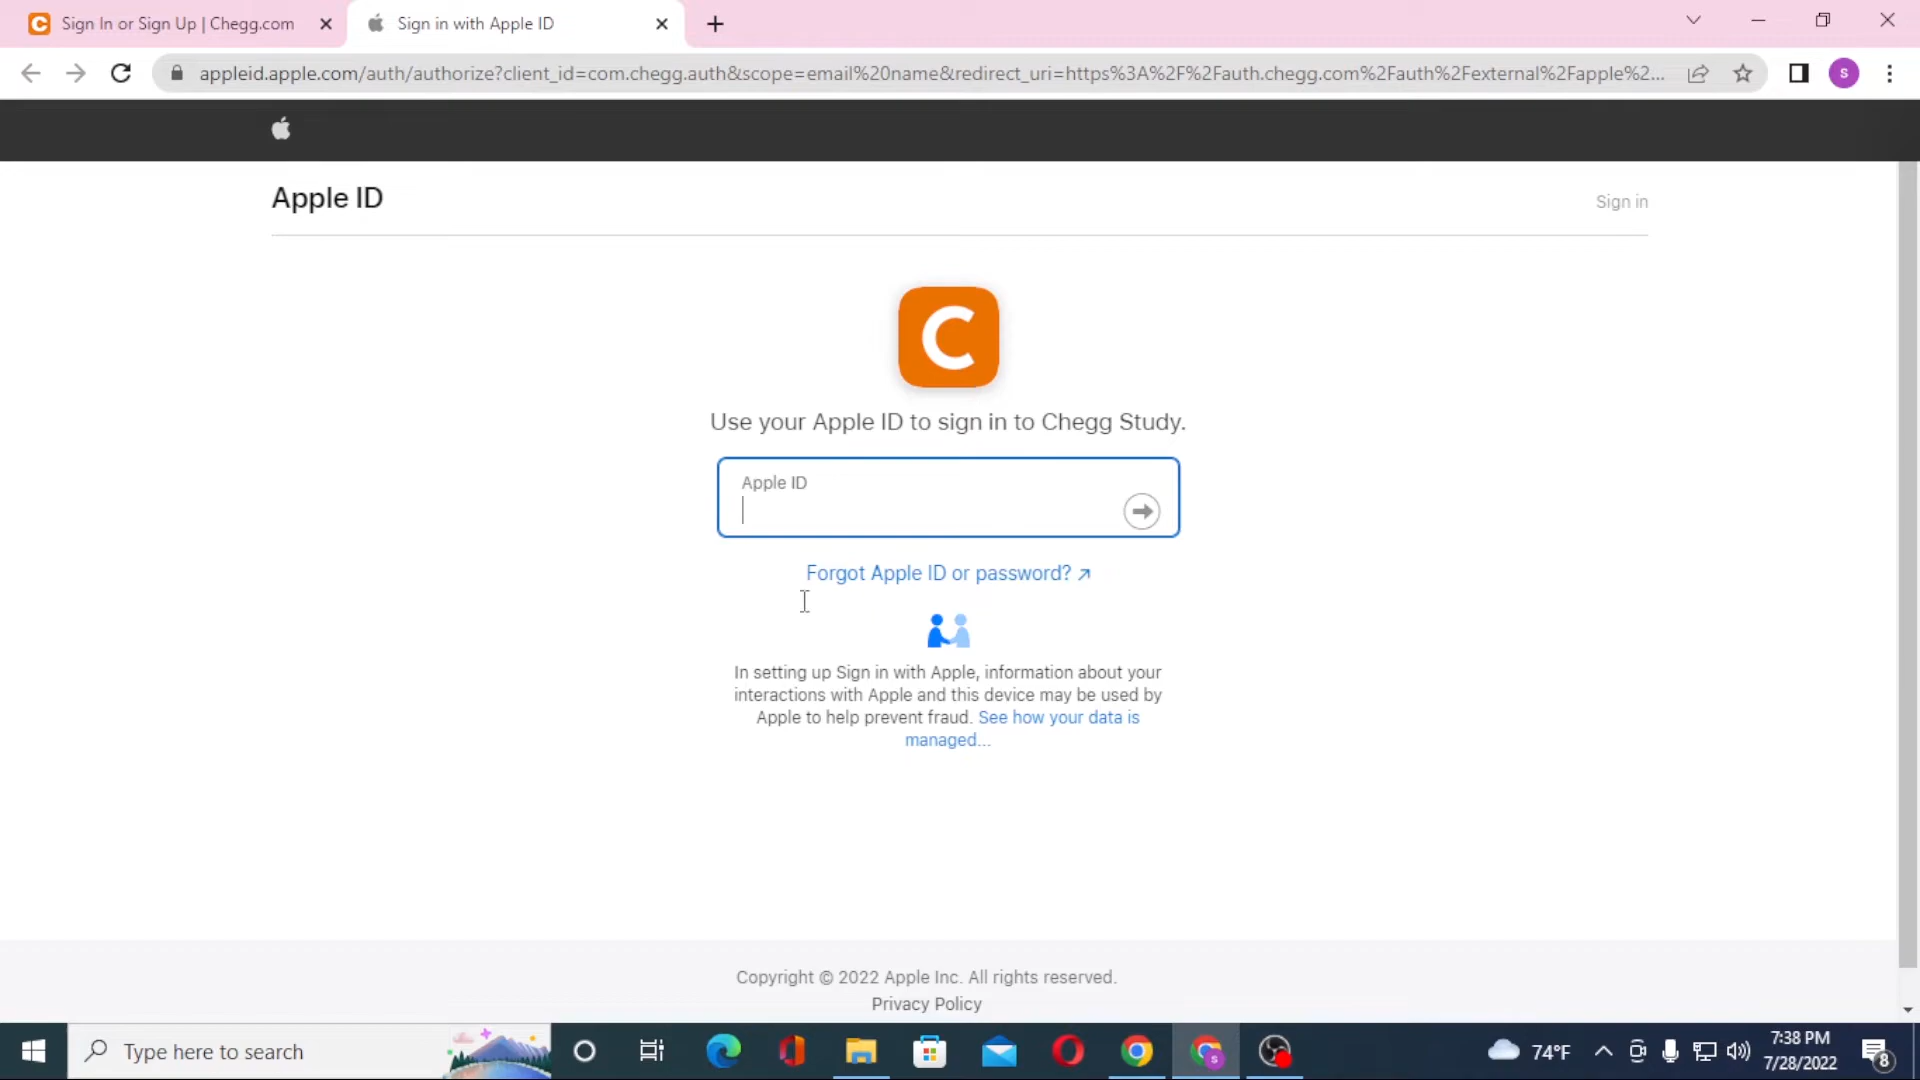 Sign In or Sign Up | Chegg.com
Sign in with Apple ID
appleid.apple.com/auth/authorize?client_id=com.chegg.auth&scope=email%20name&redirect_uri=https%3A%2F%2Fauth.chegg.com%2Fauth%2Fexternal%2Fapple%2...
S
Apple ID
Sign in
C
Use your Apple ID to sign in to Chegg Study.
Apple ID
Forgot Apple ID or password? ↗
In setting up Sign in with Apple, information about your
interactions with Apple and this device may be used by
Apple to help prevent fraud. See how your data is
managed...
Copyright © 2022 Apple Inc. All rights reserved.
Privacy Policy
Type here to search
74°F
7:38 PM
7/28/2022
8